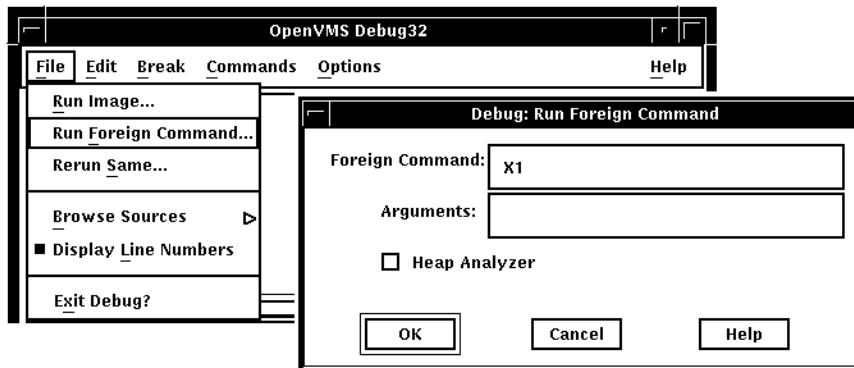 OpenVMS Debug32
File Edit Break Commands Options Help
Run Image...
Run Foreign Command...
Rerun Same...
Browse Sources
Display Line Numbers
Exit Debug?
Debug: Run Foreign Command
Foreign Command: X1
Arguments:
Heap Analyzer
OK Cancel Help